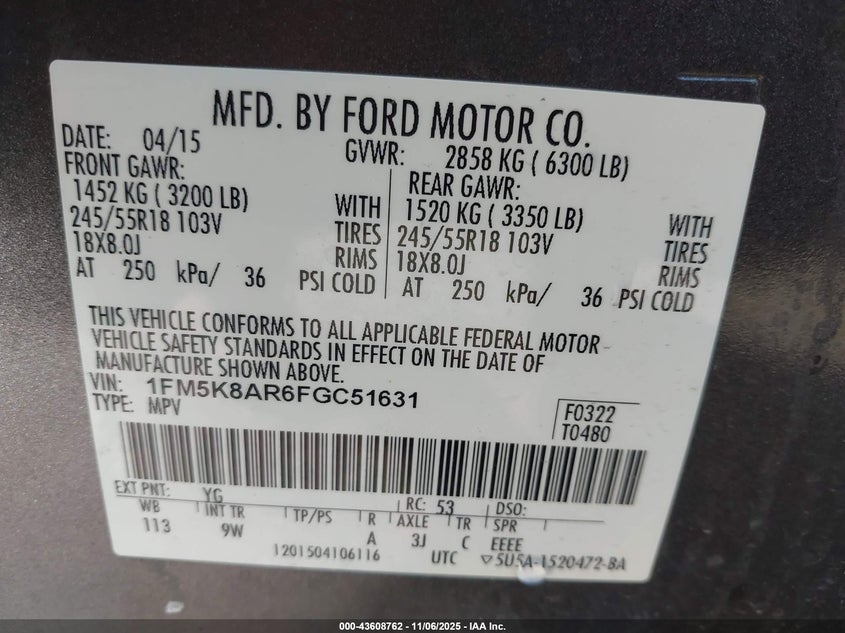 MFD. BY FORD MOTOR CO.
DATE: 04/15 GVWR: 2858 KG ( 6300 LB)
FRONT GAWR: REAR GAWR:
1452 KG ( 3200 LB) WITH 1520 KG ( 3350 LB) WITH
245/55R18 103V TIRES 245/55R18 103V TIRES
18X8.0J RIMS 18X8.0J RIMS
AT 250 kPa/ 36 PSI COLD AT 250 kPa/ 36 PSI COLD
THIS VEHICLE CONFORMS TO ALL APPLICABLE FEDERAL MOTOR
VEHICLE SAFETY STANDARDS IN EFFECT ON THE DATE OF
MANUFACTURE SHOWN ABOVE.
VIN: 1FM5K8AR6FGC51631
TYPE: MPV
F0322
T0480
EXT PNT: YG RC: 53 DSO:
WB INT TR TP/PS R AXLE TR SPR
113 9W A 3J C EEEE
1201504106116 UTC ▽5U5A-1520472-BA
000-43608762 - 11/06/2025 - IAA Inc.